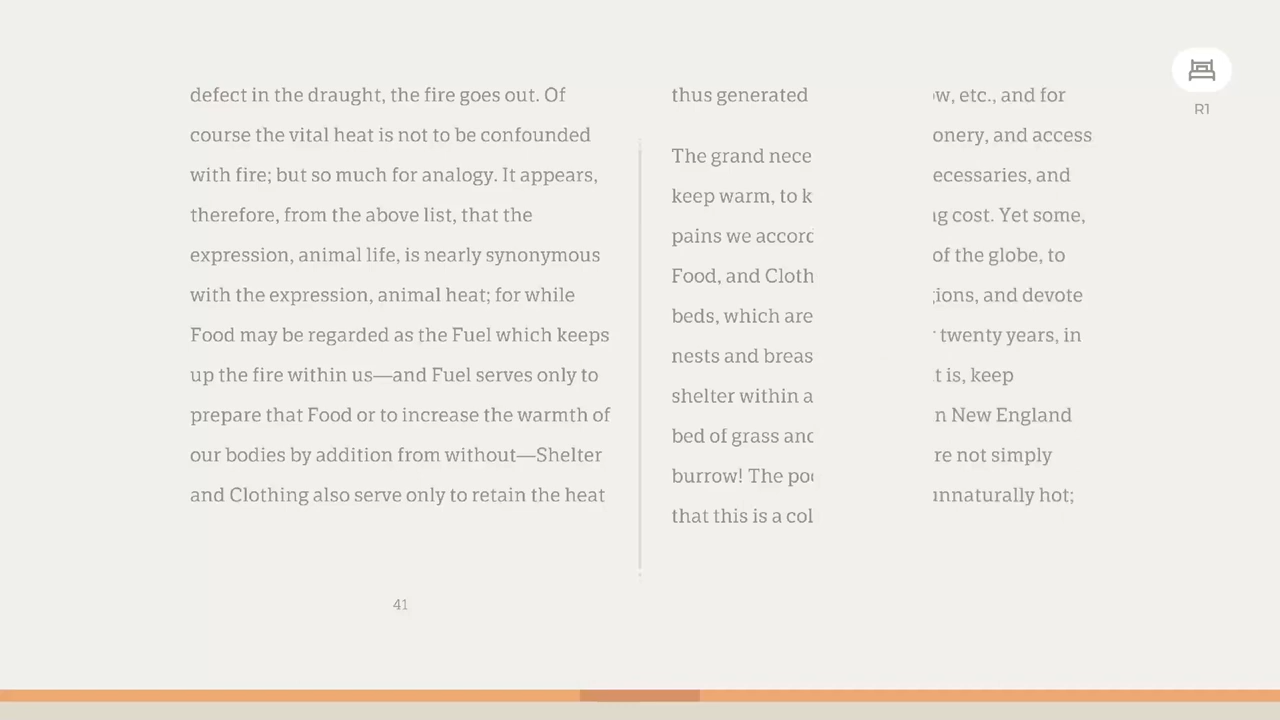 defect in the draught, the fire goes out. Of
course the vital heat is not to be confounded
with fire; but so much for analogy. It appears,
therefore, from the above list, that the
expression, animal life, is nearly synonymous
with the expression, animal heat; for while
Food may be regarded as the Fuel which keeps
up the fire within us—and Fuel serves only to
prepare that Food or to increase the warmth of
our bodies by addition from without—Shelter
and Clothing also serve only to retain the heat
41
thus generated
The grand nece
keep warm, to k
pains we accor
Food, and Cloth
beds, which are
nests and breas
shelter within a
bed of grass and
burrow! The po
that this is a col
w, etc., and for
onery, and access
ecessaries, and
g cost. Yet some,
of the globe, to
ions, and devote
twenty years, in
t is, keep
n New England
re not simply
unnaturally hot;
R1